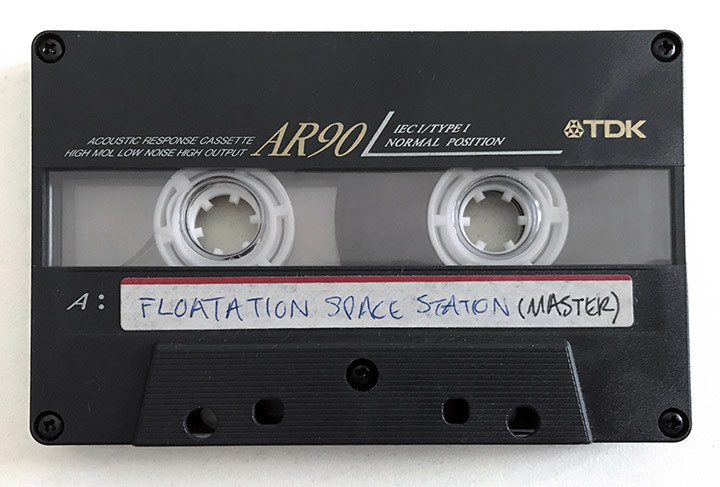 ACOUSTIC RESPONSE CASSETTE
HIGH MOL LOW NOISE HIGH OUTPUT
AR90
IEC I/TYPE I
NORMAL POSITION
TDK
A:
FLOATATION SPACE STATION (MASTER)